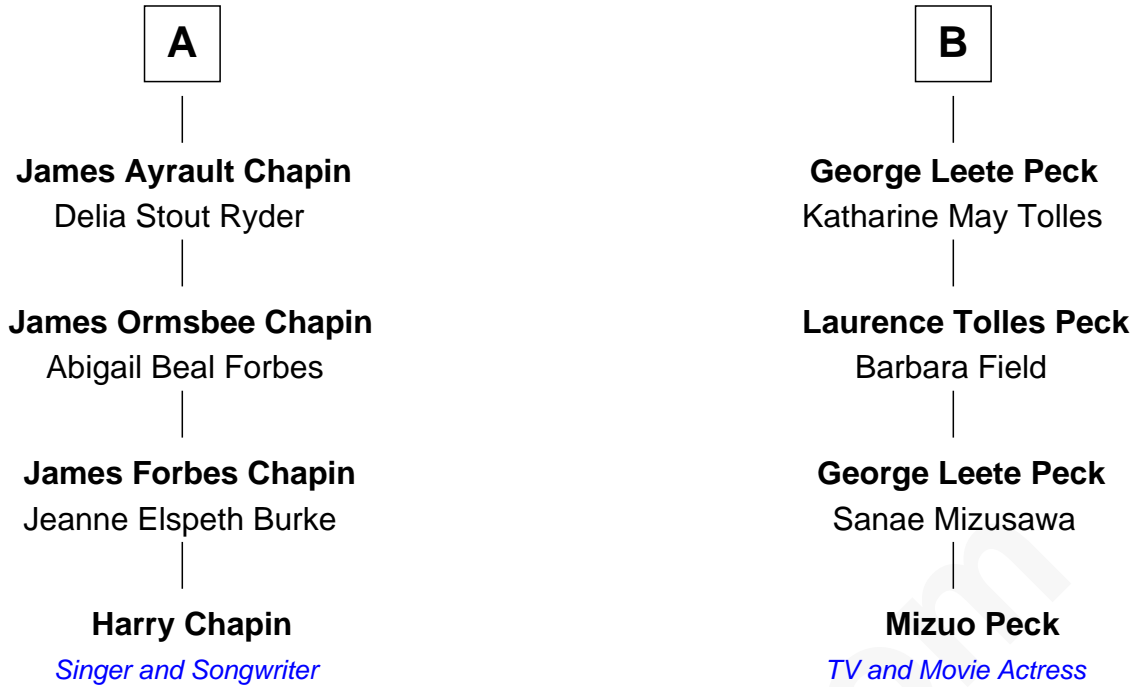 A
B
James Ayrault Chapin
Delia Stout Ryder
George Leete Peck
Katharine May Tolles
James Ormsbee Chapin
Abigail Beal Forbes
Laurence Tolles Peck
Barbara Field
James Forbes Chapin
Jeanne Elspeth Burke
George Leete Peck
Sanae Mizusawa
Harry Chapin
Singer and Songwriter
Mizuo Peck
TV and Movie Actress